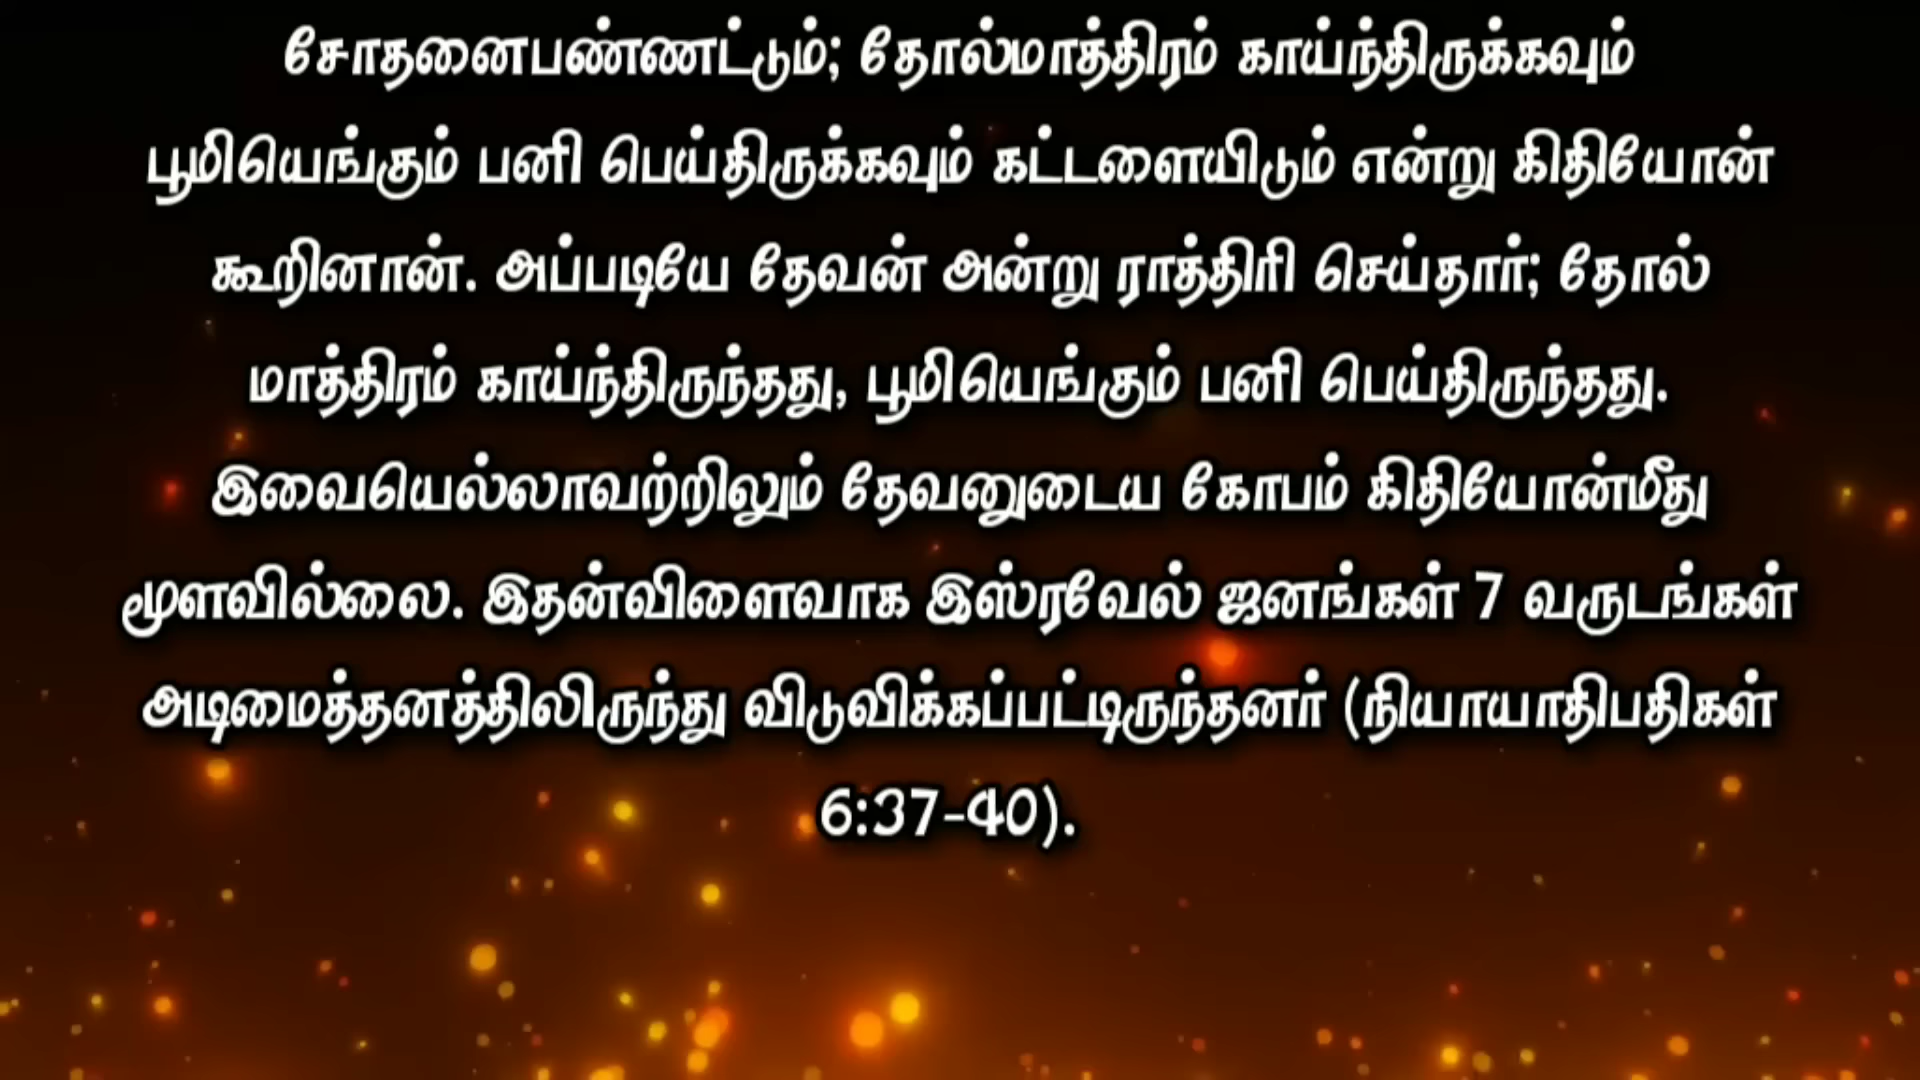 சோதனைபண்ணட்டும்; தோல்மாத்திரம் காய்ந்திருக்கவும்
பூமியெங்கும் பனி பெய்திருக்கவும் கட்டளையிடும் என்று கிதியோன்
கூறினான். அப்படியே தேவன் அன்று ராத்திரி செய்தார்; தோல்
மாத்திரம் காய்ந்திருந்தது, பூமியெங்கும் பனி பெய்திருந்தது.
இவையெல்லாவற்றிலும் தேவனுடைய கோபம் கிதியோன்மீது
மூளவில்லை. இதன்விளைவாக இஸ்ரவேல் ஜனங்கள் 7 வருடங்கள்
அடிமைத்தனத்திலிருந்து விடுவிக்கப்பட்டிருந்தனர் (நியாயாதிபதிகள்
6:37-40).